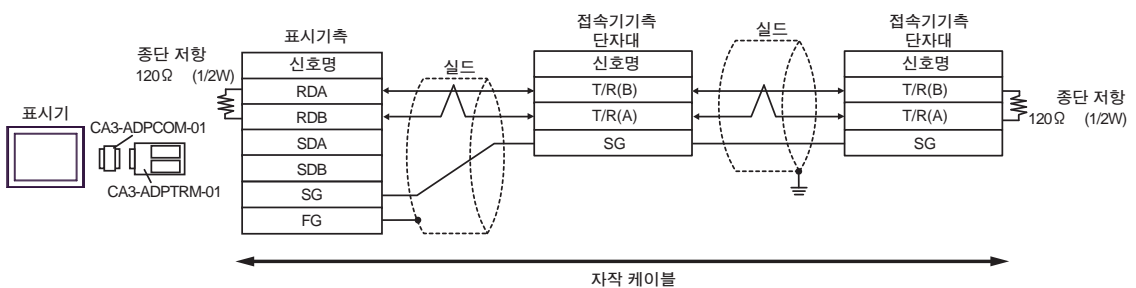 표시기
CA3-ADPCOM-01
CA3-ADPTRM-01
종단 저항
120Ω (1/2W)
표시기측
신호명
RDA
RDB
SDA
SDB
SG
FG
실드
접속기기측
단자대
신호명
T/R(B)
T/R(A)
SG
실드
접속기기측
단자대
신호명
T/R(B)
T/R(A)
SG
종단 저항
120Ω (1/2W)
자작 케이블